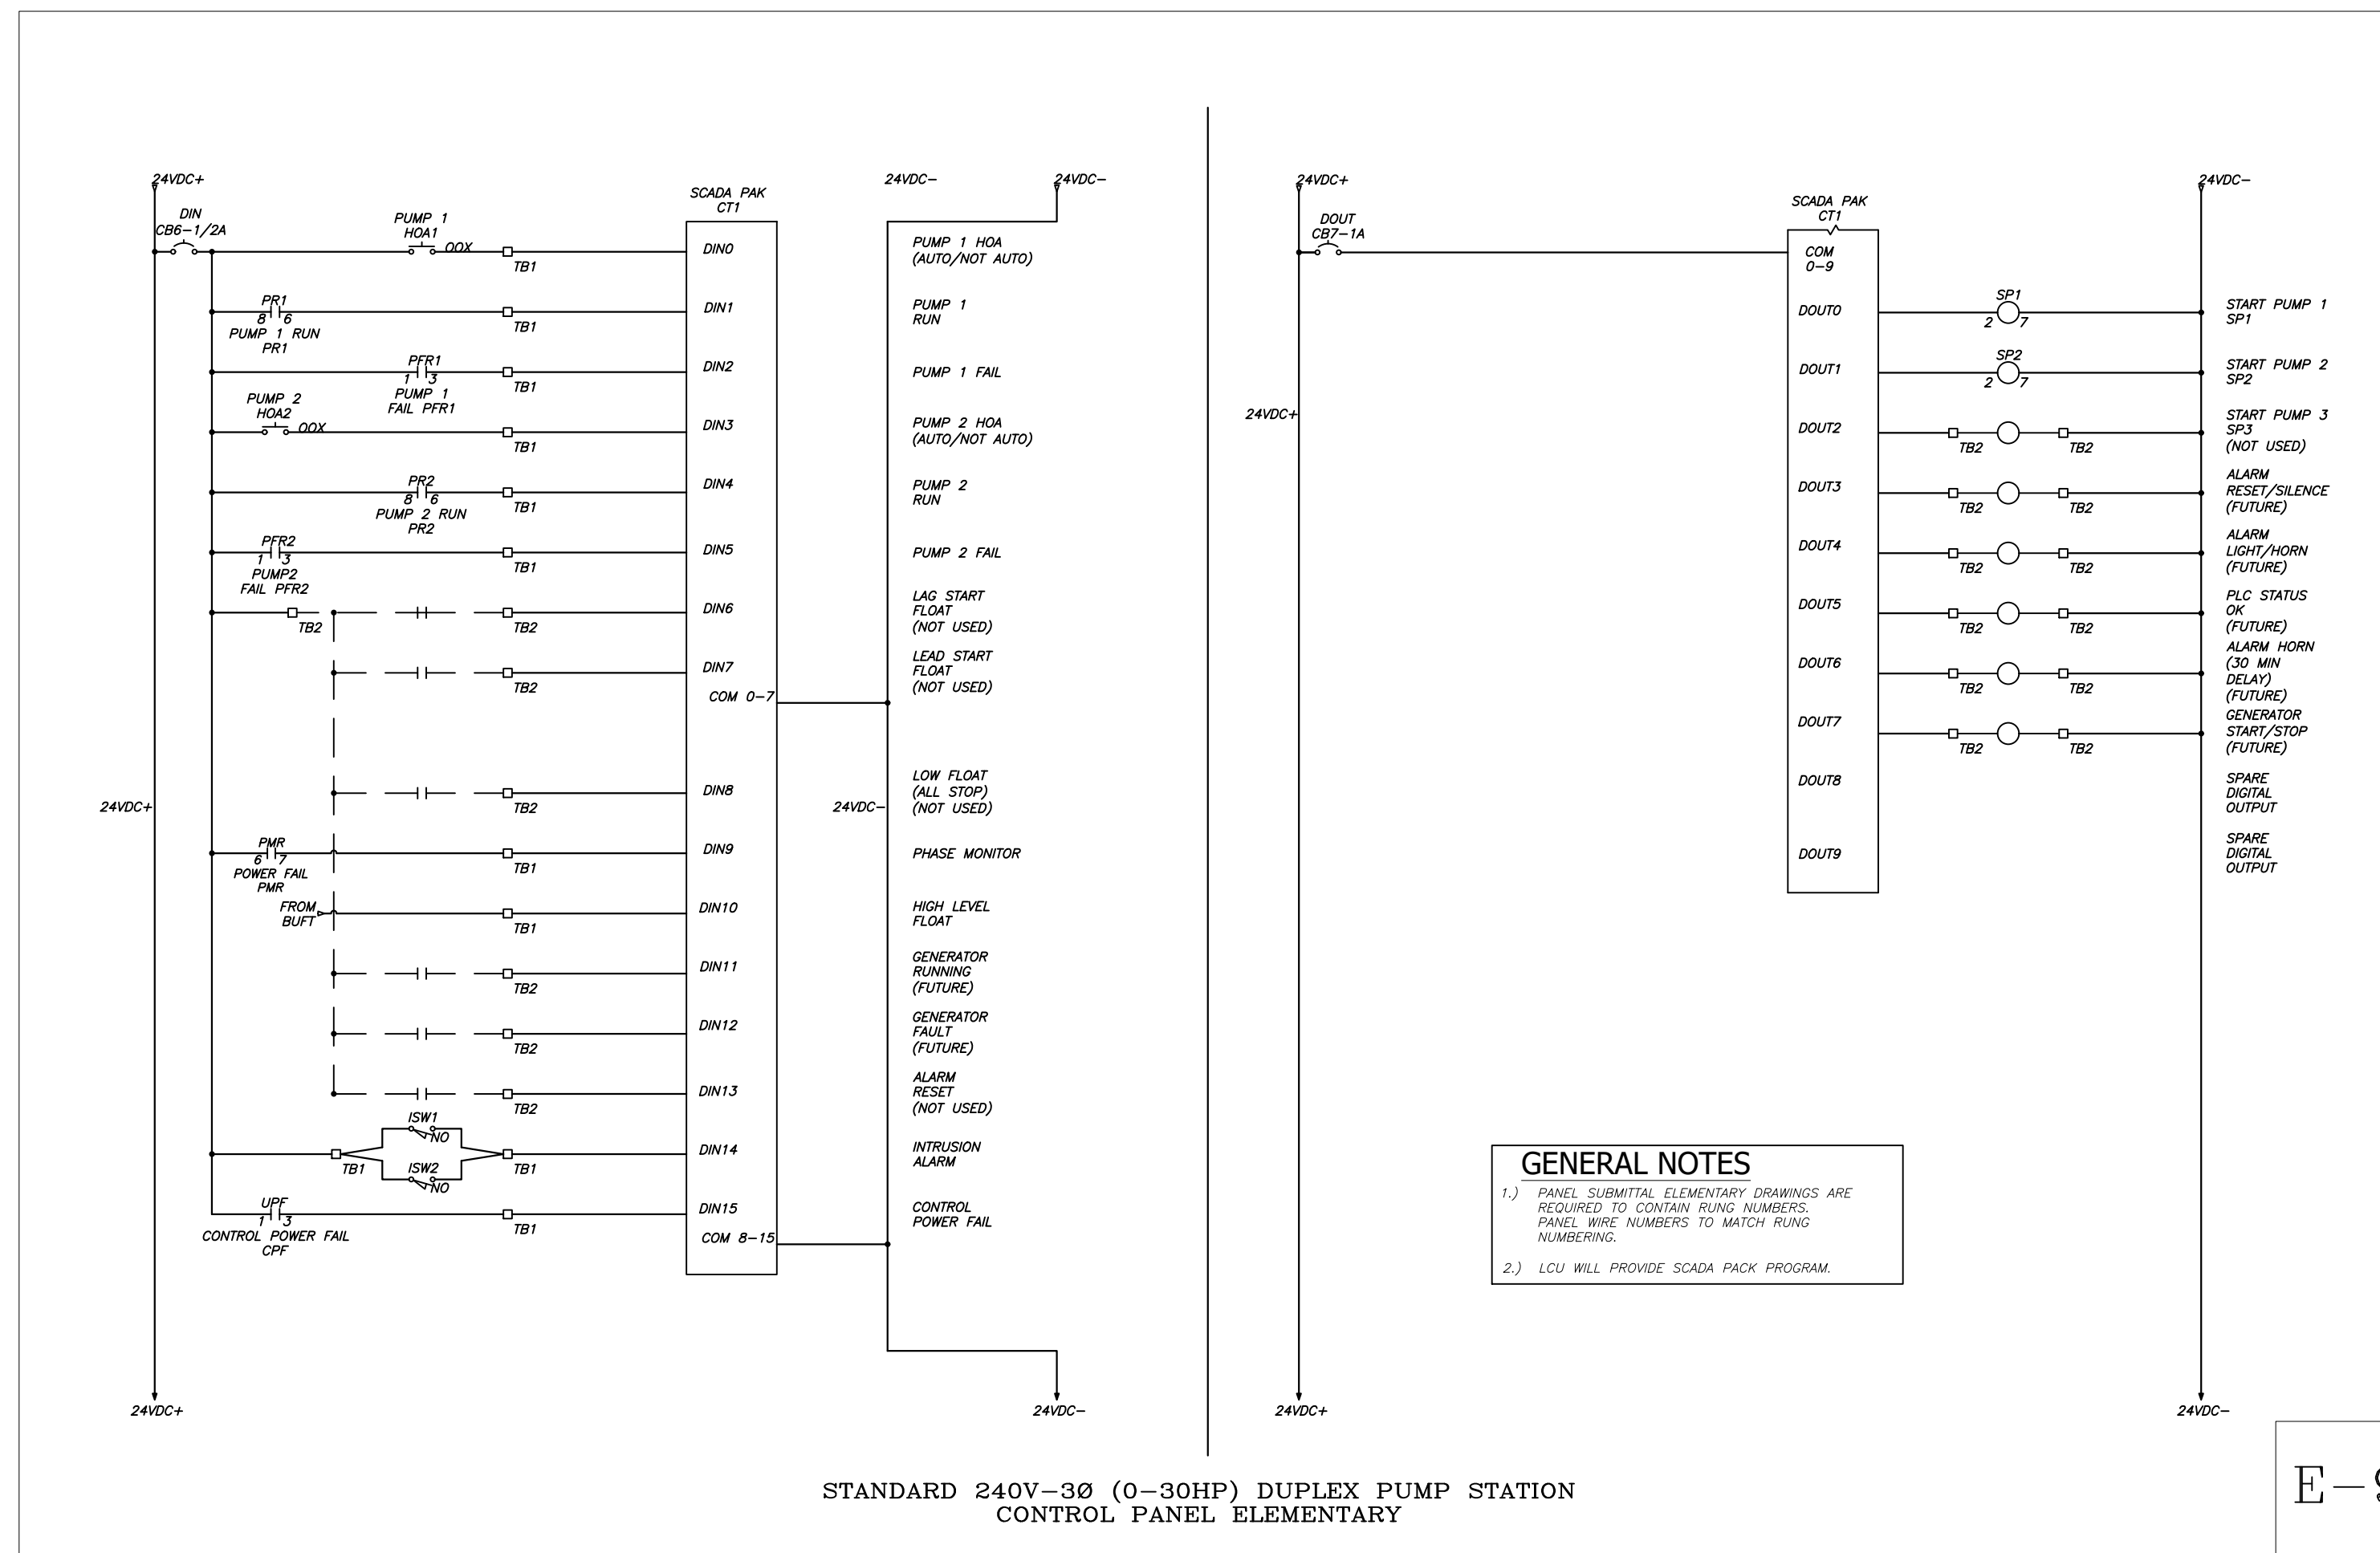 24VDC+
24VDC-
24VDC-
SCADA PAK
CT1
DIN
CB6-1/2A
PUMP 1
HOA1
OOX
TB1
DIN0
PUMP 1 HOA
(AUTO/NOT AUTO)
PR1
8 6
PUMP 1 RUN
PR1
TB1
DIN1
PUMP 1
RUN
PFR1
1 3
PUMP 1
FAIL PFR1
TB1
DIN2
PUMP 1 FAIL
PUMP 2
HOA2
OOX
TB1
DIN3
PUMP 2 HOA
(AUTO/NOT AUTO)
PR2
8 6
PUMP 2 RUN
PR2
TB1
DIN4
PUMP 2
RUN
PFR2
1 3
PUMP2
FAIL PFR2
TB1
DIN5
PUMP 2 FAIL
TB2
TB2
DIN6
LAG START
FLOAT
(NOT USED)
TB2
DIN7
LEAD START
FLOAT
(NOT USED)
COM 0-7
24VDC+
24VDC-
TB2
DIN8
LOW FLOAT
(ALL STOP)
(NOT USED)
PMR
6 7
POWER FAIL
PMR
TB1
DIN9
PHASE MONITOR
FROM
BUFT
TB1
DIN10
HIGH LEVEL
FLOAT
TB2
DIN11
GENERATOR
RUNNING
(FUTURE)
TB2
DIN12
GENERATOR
FAULT
(FUTURE)
TB2
DIN13
ALARM
RESET
(NOT USED)
ISW1
NO
TB1
ISW2
NO
TB1
DIN14
INTRUSION
ALARM
UPF
1 3
CONTROL POWER FAIL
CPF
TB1
DIN15
CONTROL
POWER FAIL
COM 8-15
24VDC+
24VDC-
24VDC+
24VDC-
SCADA PAK
CT1
DOUT
CB7-1A
COM
0-9
SP1
2 7
DOUT0
START PUMP 1
SP1
SP2
2 7
DOUT1
START PUMP 2
SP2
24VDC+
DOUT2
TB2
TB2
START PUMP 3
SP3
(NOT USED)
DOUT3
TB2
TB2
ALARM
RESET/SILENCE
(FUTURE)
DOUT4
TB2
TB2
ALARM
LIGHT/HORN
(FUTURE)
DOUT5
TB2
TB2
PLC STATUS
OK
(FUTURE)
DOUT6
TB2
TB2
ALARM HORN
(30 MIN
DELAY)
(FUTURE)
DOUT7
TB2
TB2
GENERATOR
START/STOP
(FUTURE)
DOUT8
SPARE
DIGITAL
OUTPUT
DOUT9
SPARE
DIGITAL
OUTPUT
GENERAL NOTES
1.) PANEL SUBMITTAL ELEMENTARY DRAWINGS ARE
REQUIRED TO CONTAIN RUNG NUMBERS.
PANEL WIRE NUMBERS TO MATCH RUNG
NUMBERING.
2.) LCU WILL PROVIDE SCADA PACK PROGRAM.
24VDC+
24VDC-
STANDARD 240V-3Ø (0-30HP) DUPLEX PUMP STATION
CONTROL PANEL ELEMENTARY